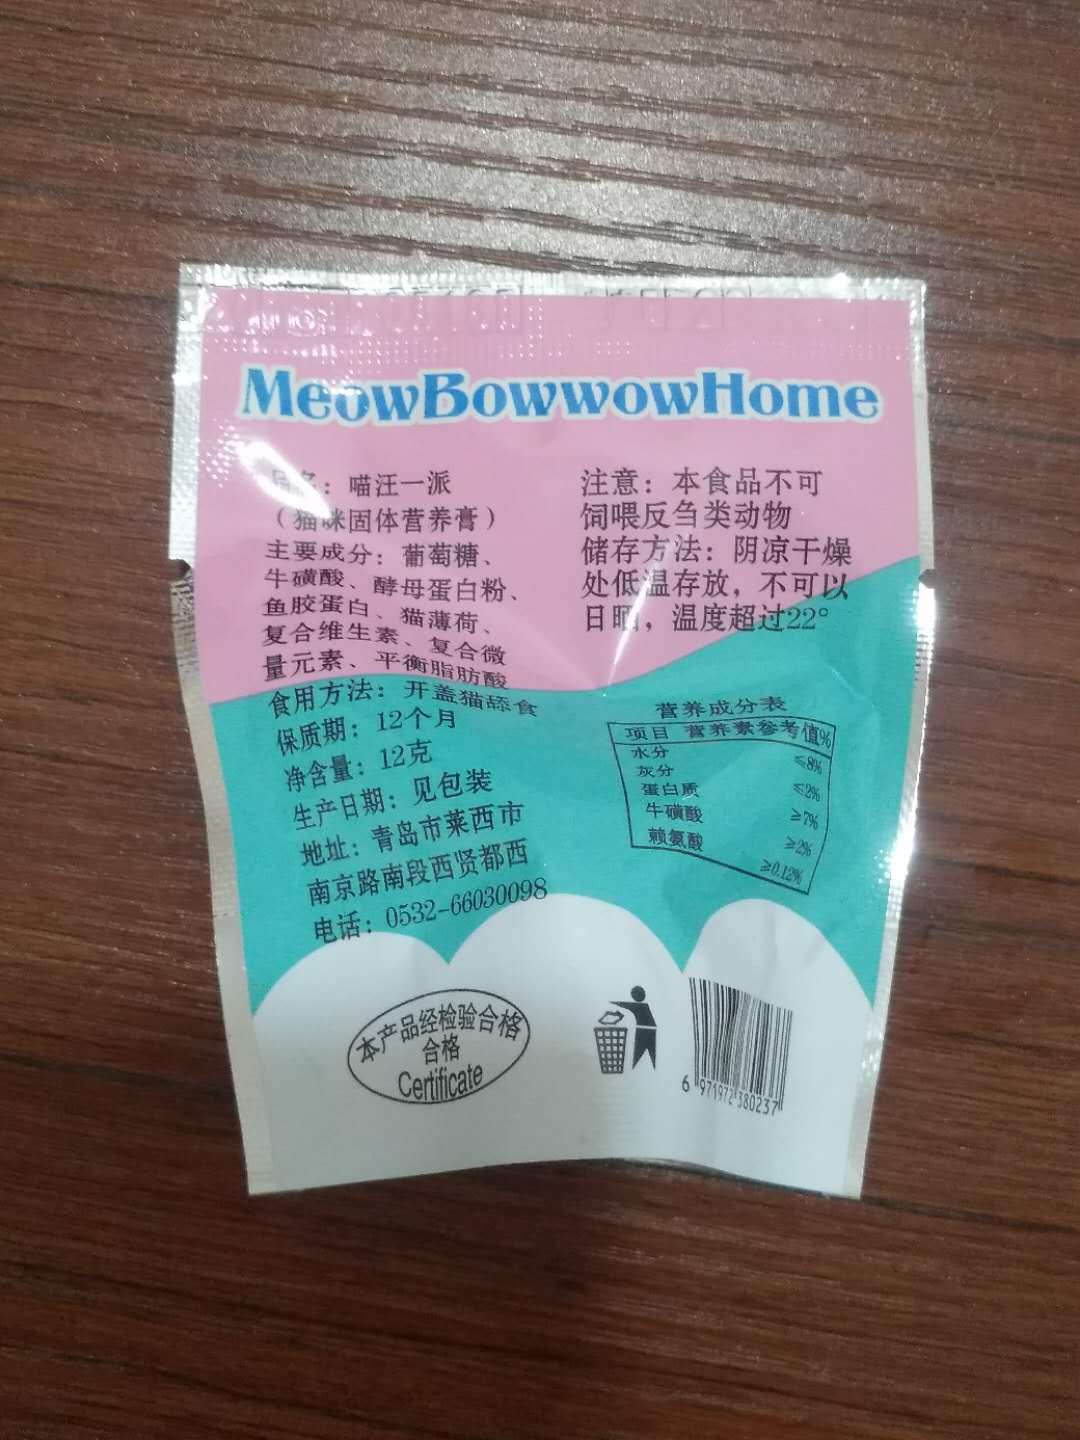 MeowBowwowHome
品名：喵汪一派
（猫咪固体营养膏）
主要成分：葡萄糖、
牛磺酸、酵母蛋白粉、
鱼胶蛋白、猫薄荷、
复合维生素、复合微
量元素、平衡脂肪酸
食用方法：开盖猫舔食
保质期：12个月
净含量：12克
生产日期：见包装
地址：青岛市莱西市
南京路南段西贤都西
电话：0532-66030098
注意：本食品不可
饲喂反刍类动物
储存方法：阴凉干燥
处低温存放，不可以
日晒，温度超过22°
营养成分表
项目 营养素参考值%
水分 ≤8%
灰分 ≤2%
蛋白质 ≥7%
牛磺酸 ≥2%
赖氨酸 ≥0.12%
本产品经检验合格
合格
Certificate
6 971972 380237